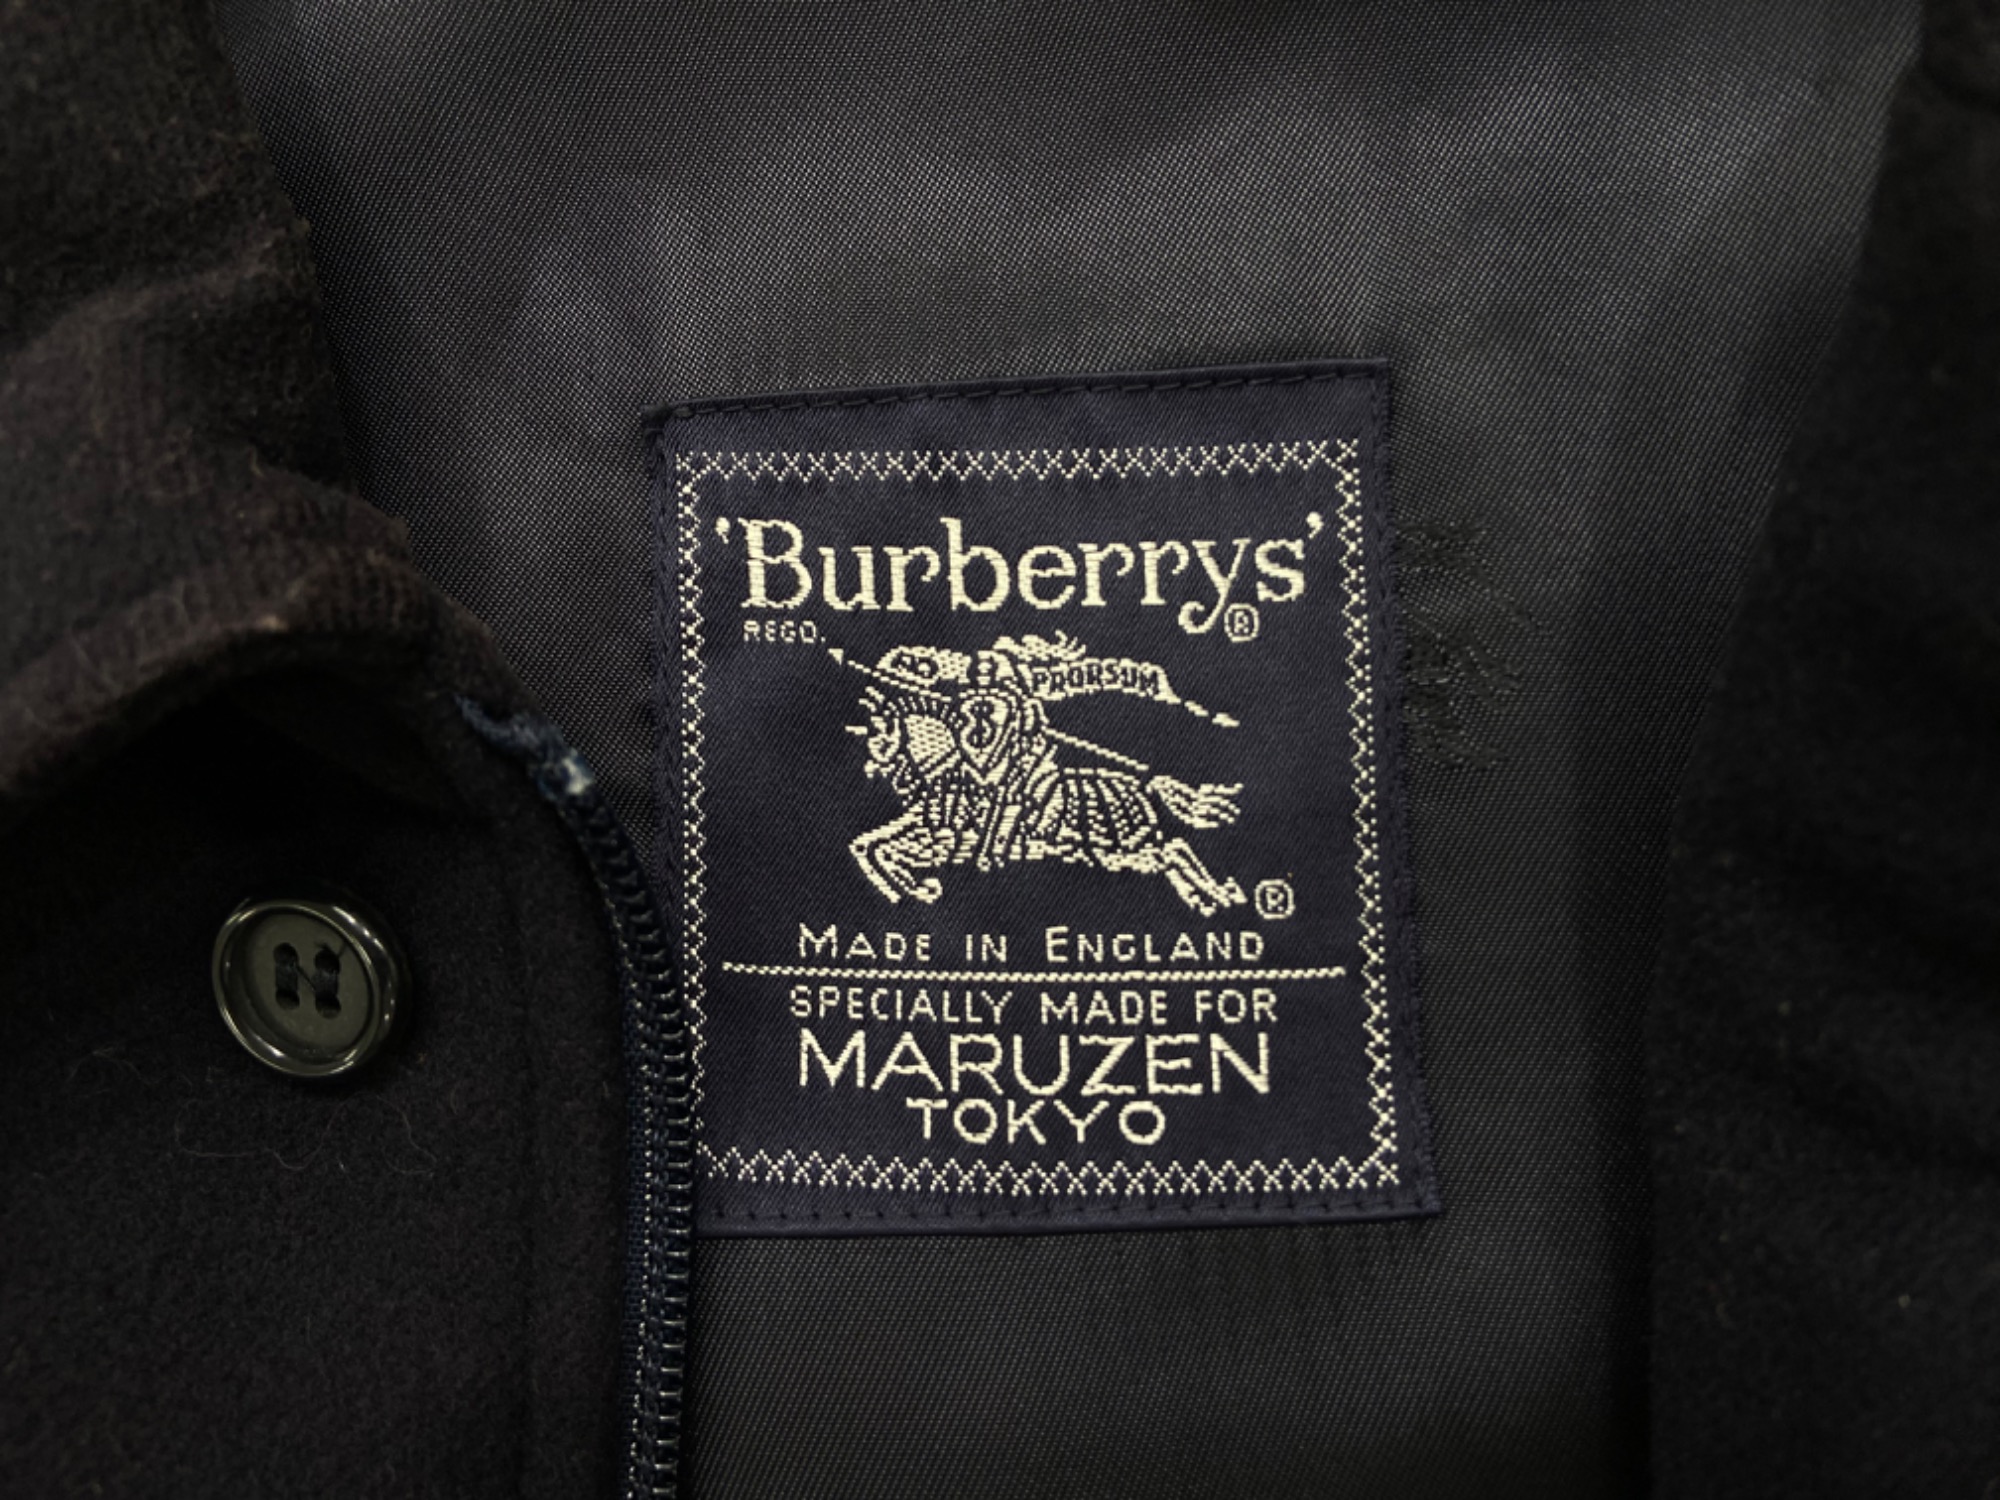 'Burberrys'
®
REGD.
PRORSUM
B
®
MADE IN ENGLAND
SPECIALLY MADE FOR
MARUZEN
TOKYO